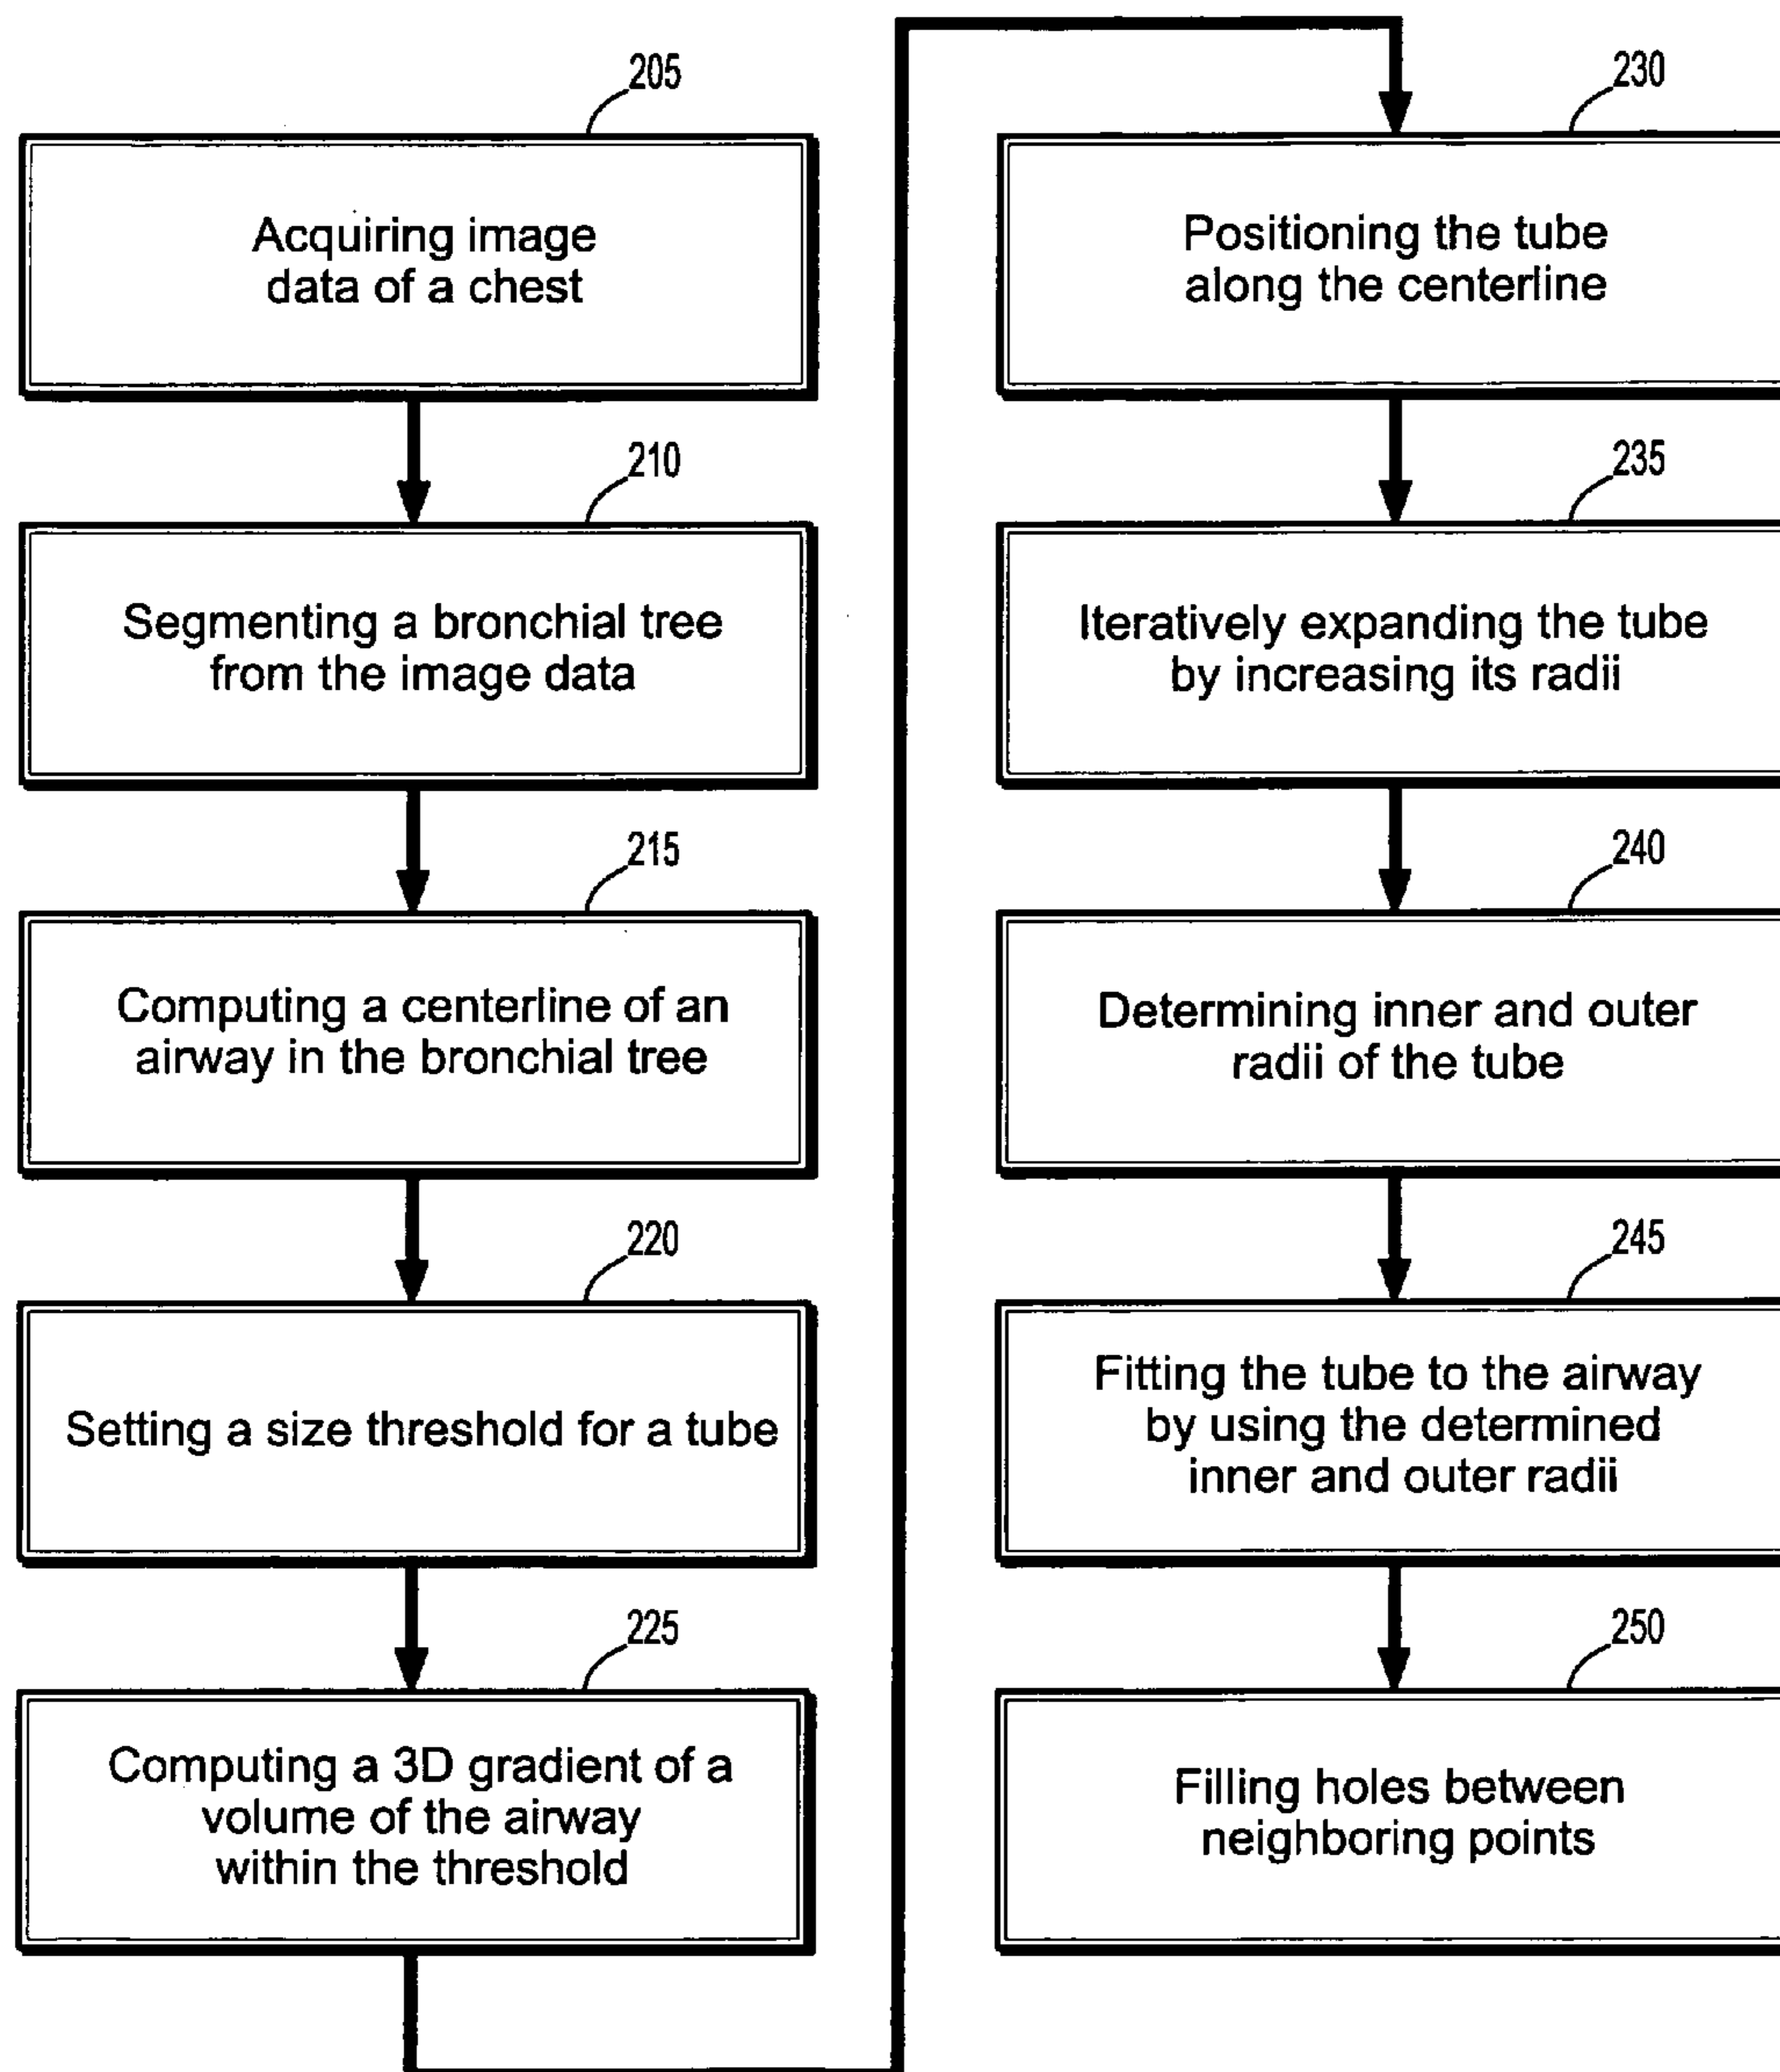 205
Acquiring image
data of a chest
210
Segmenting a bronchial tree
from the image data
215
Computing a centerline of an
airway in the bronchial tree
220
Setting a size threshold for a tube
225
Computing a 3D gradient of a
volume of the airway
within the threshold
230
Positioning the tube
along the centerline
235
Iteratively expanding the tube
by increasing its radii
240
Determining inner and outer
radii of the tube
245
Fitting the tube to the airway
by using the determined
inner and outer radii
250
Filling holes between
neighboring points